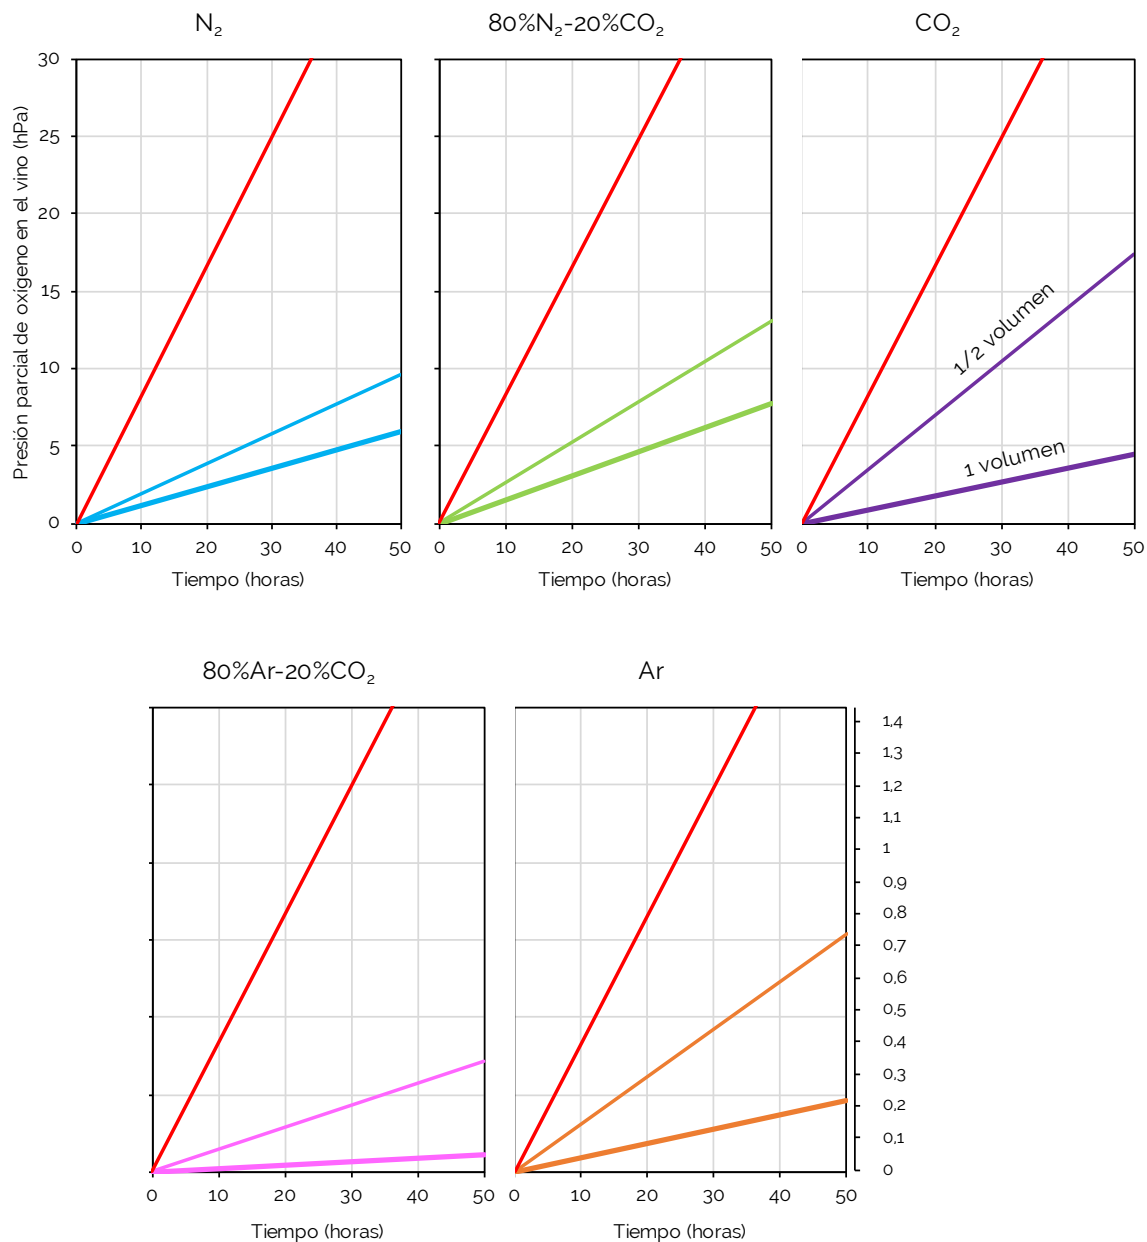 N₂
80%N₂-20%CO₂
CO₂
Presión parcial de oxígeno en el vino (hPa)
30
25
20
15
10
5
0
1/2 volumen
1 volumen
0 10 20 30 40 50
0 10 20 30 40 50
0 10 20 30 40 50
Tiempo (horas)
Tiempo (horas)
Tiempo (horas)
80%Ar-20%CO₂
Ar
1,4
1,3
1,2
1,1
1
0,9
0,8
0,7
0,6
0,5
0,4
0,3
0,2
0,1
0
0 10 20 30 40 50
0 10 20 30 40 50
Tiempo (horas)
Tiempo (horas)